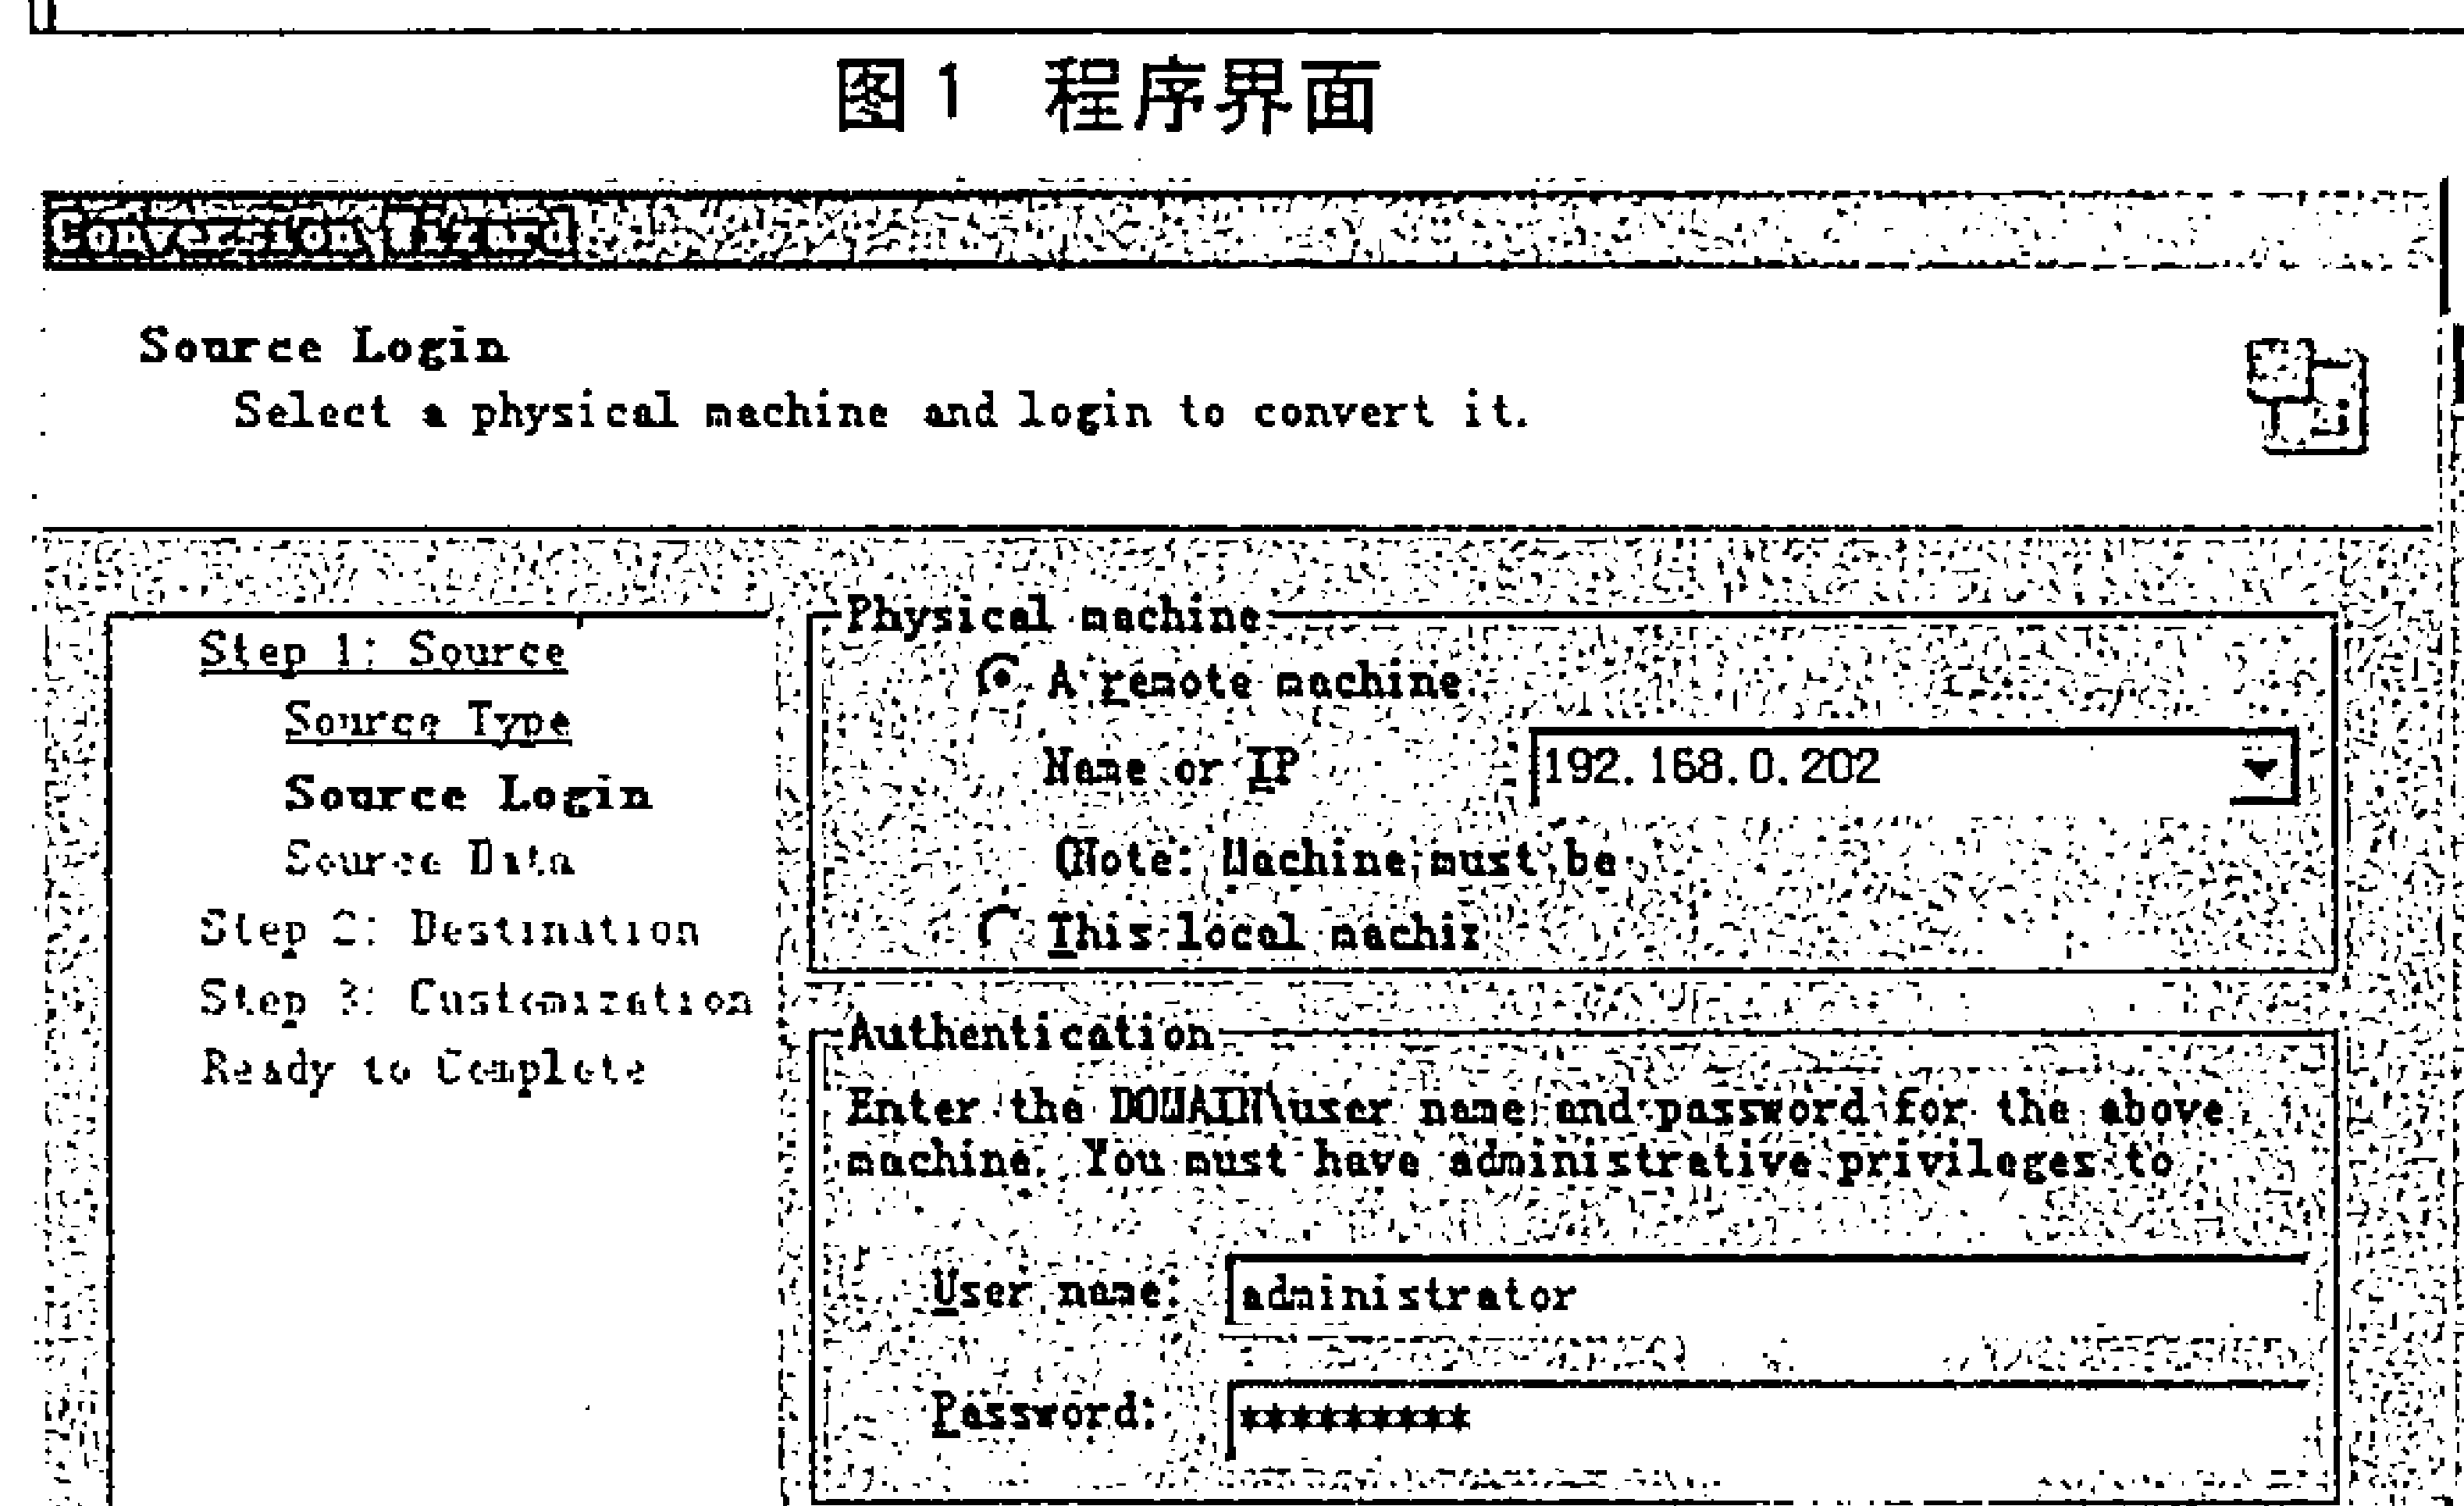 图1 程序界面
Conversion Wizard
Source Login
Select a physical machine and login to convert it.
Step 1: Source
Source Type
Source Login
Source Data
Step 2: Destination
Step 3: Customization
Ready to Complete
Physical machine
A remote machine
Name or IP
192.168.0.202
(Note: Machine must be
This local machi
Authentication
Enter the DOMAIN\user name and password for the above
machine. You must have administrative privileges to
User name:
administrator
Password:
*********